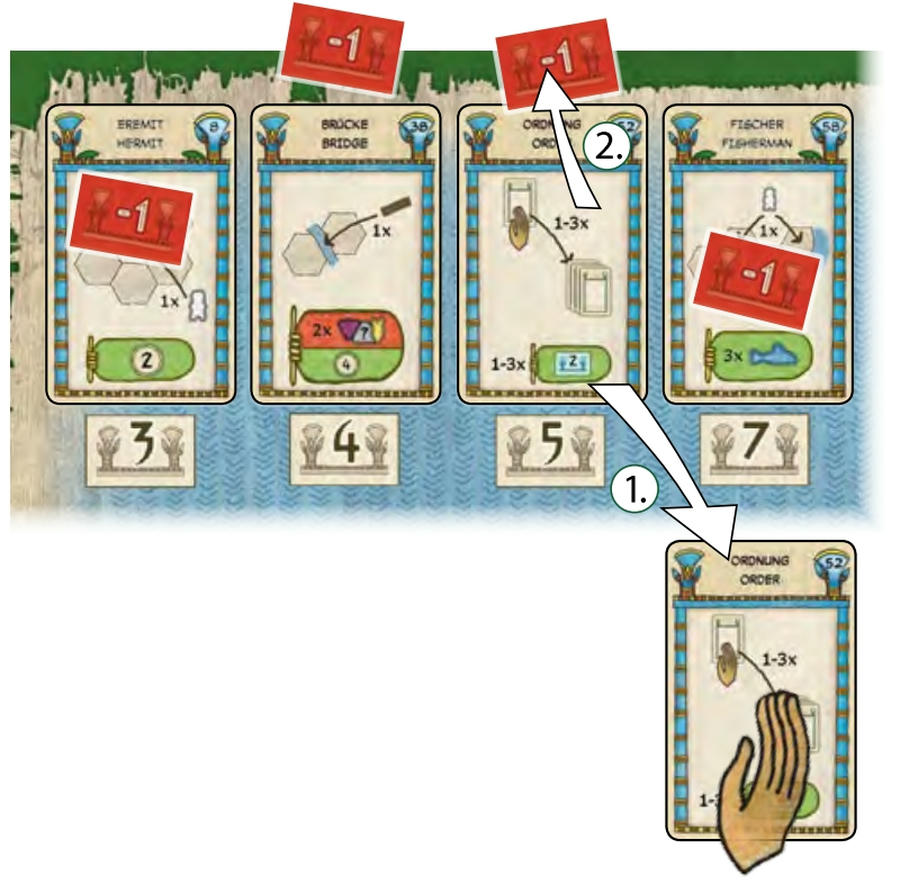 -1
-1
EREMIT
HERMIT
8
BRÜCKE
BRIDGE
38
ORDNUNG
52
2.
FISCHER
FISHERMAN
58
-1
1x
1x
2
1x
2x ?
4
1-3x
1-3x
2
-1
3x
3
4
5
7
1.
ORDNUNG
ORDER
52
1-3x